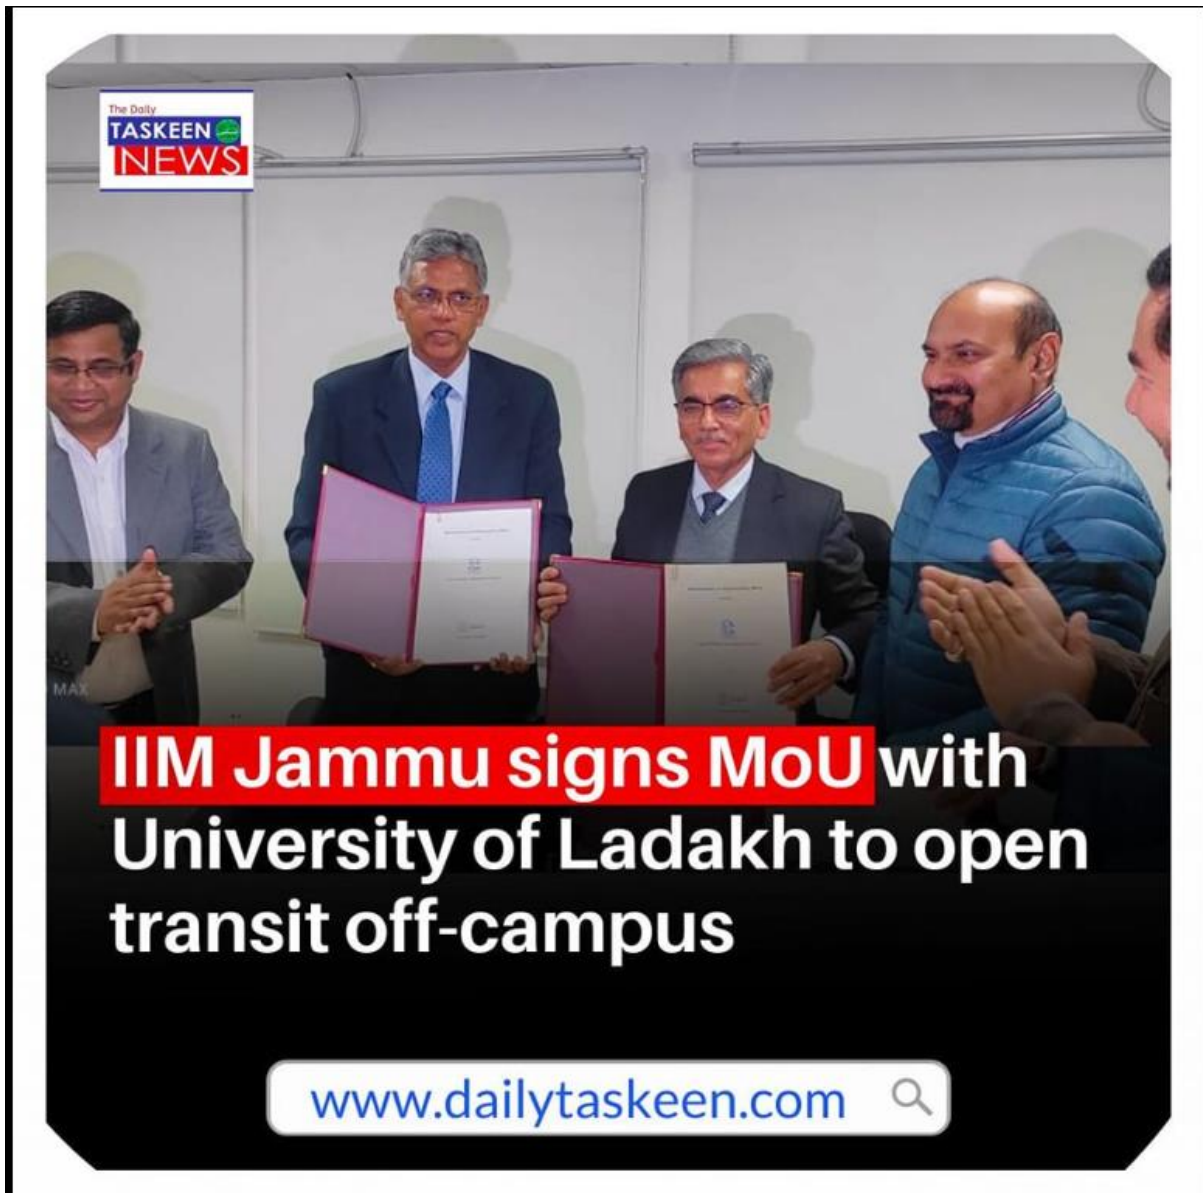 The Daily
TASKEEN
NEWS
MAX
IIM Jammu signs MoU with
University of Ladakh to open
transit off-campus
www.dailytaskeen.com